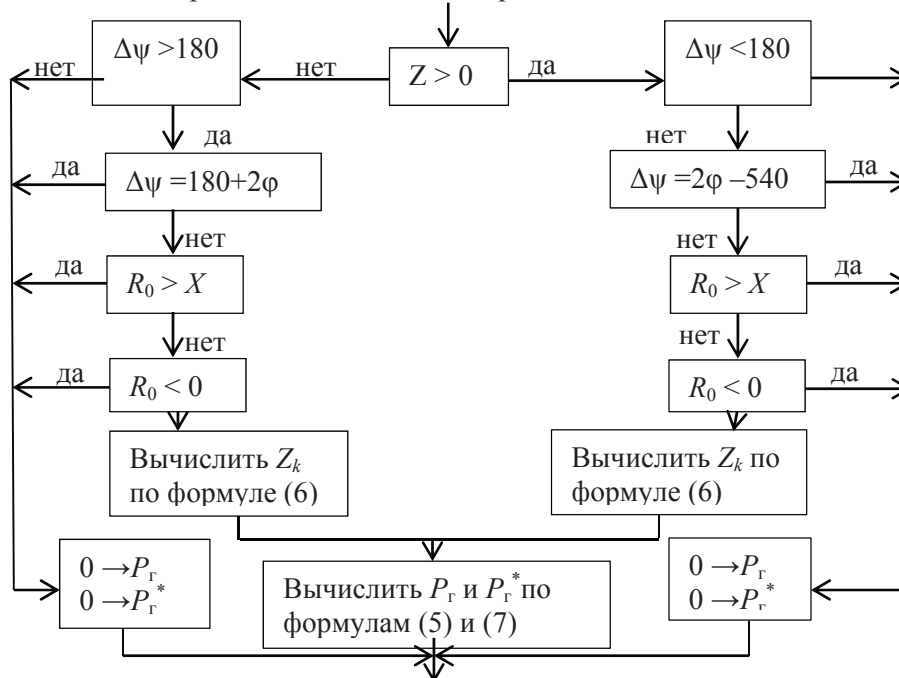 Δψ >180
Z > 0
Δψ <180
нет
нет
да
да
нет
да
Δψ =180+2φ
Δψ =2φ –540
да
нет
нет
да
R₀ > X
R₀ > X
да
нет
нет
да
R₀ < 0
R₀ < 0
да
Вычислить Zₖ
по формуле (6)
Вычислить Zₖ по
формуле (6)
0 →Pг
0 →Pг*
Вычислить Pг и Pг* по
формулам (5) и (7)
0 →Pг
0 →Pг*